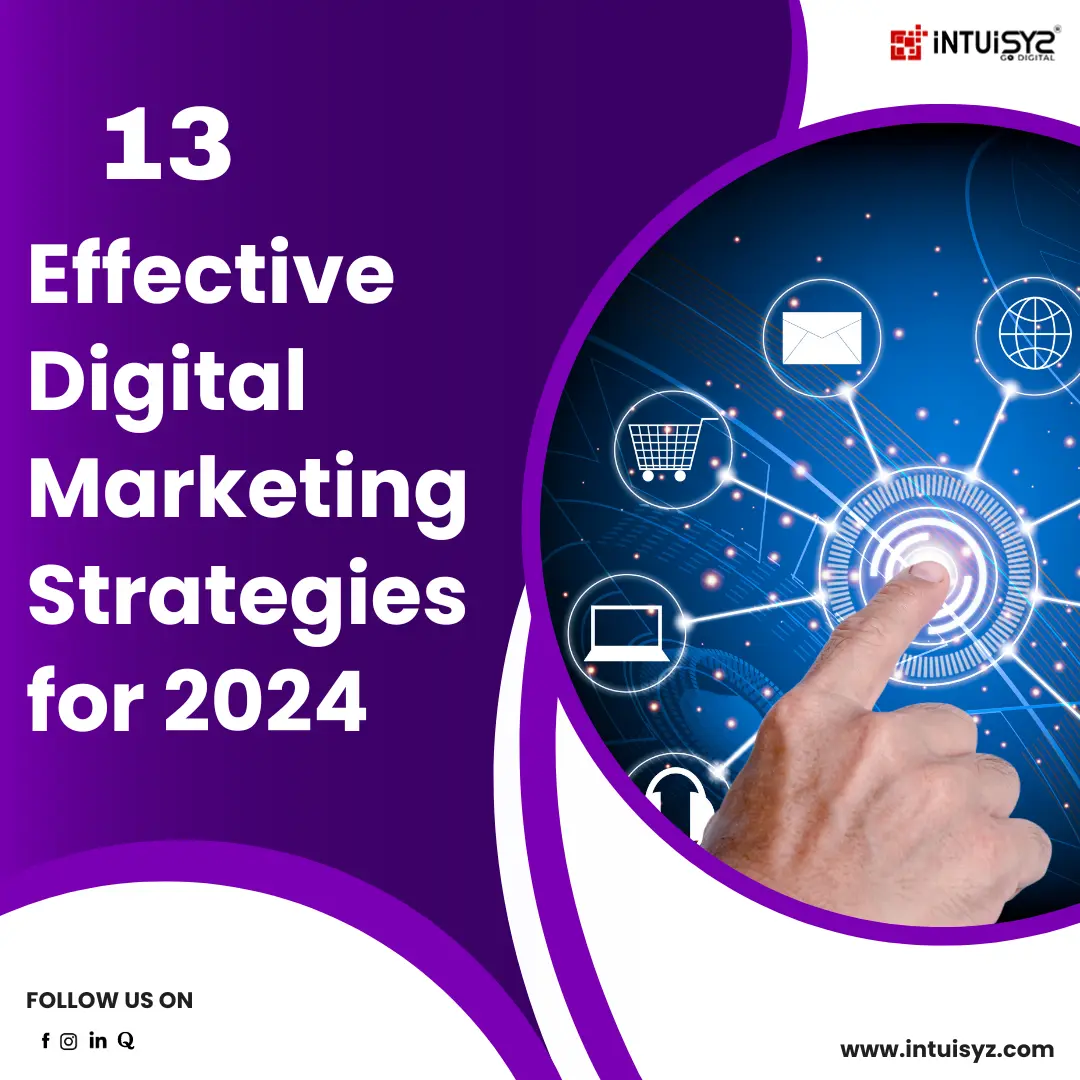 iNTUiSYZ®
GO DIGITAL
13
Effective
Digital
Marketing
Strategies
for 2024
FOLLOW US ON
www.intuisyz.com